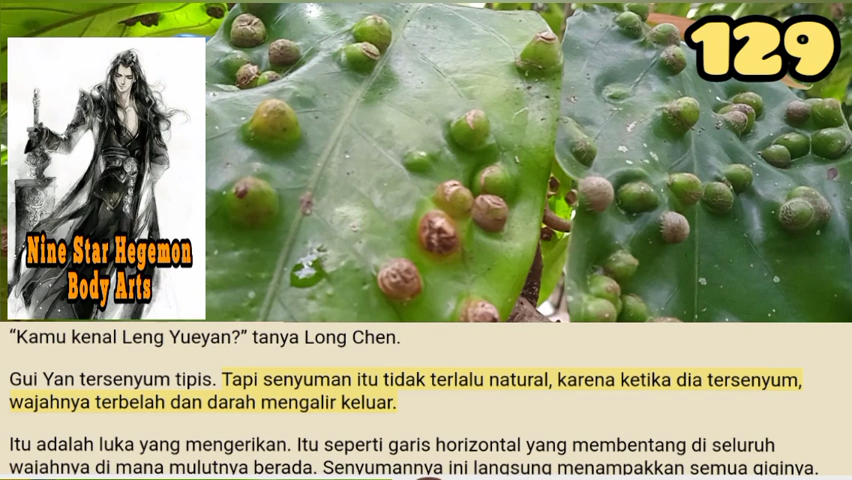 129
Nine Star Hegemon
Body Arts
“Kamu kenal Leng Yueyan?” tanya Long Chen.
Gui Yan tersenyum tipis. Tapi senyuman itu tidak terlalu natural, karena ketika dia tersenyum,
wajahnya terbelah dan darah mengalir keluar.
Itu adalah luka yang mengerikan. Itu seperti garis horizontal yang membentang di seluruh
wajahnya di mana mulutnya berada. Senyumannya ini langsung menampakkan semua giginya.